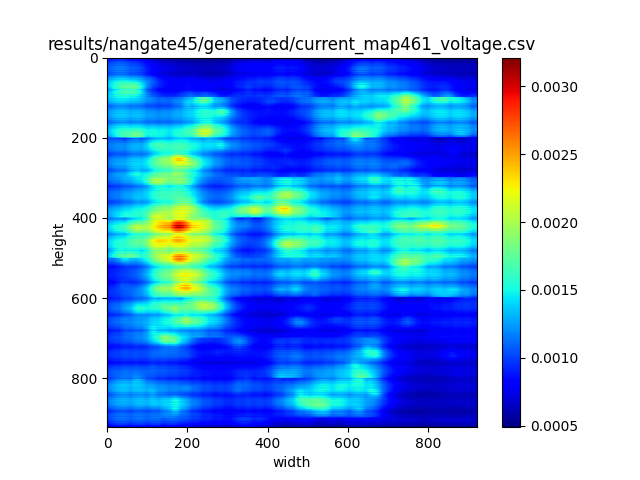 results/nangate45/generated/current_map461_voltage.csv
0
200
400
600
800
height
0 200 400 600 800
width
0.0030
0.0025
0.0020
0.0015
0.0010
0.0005